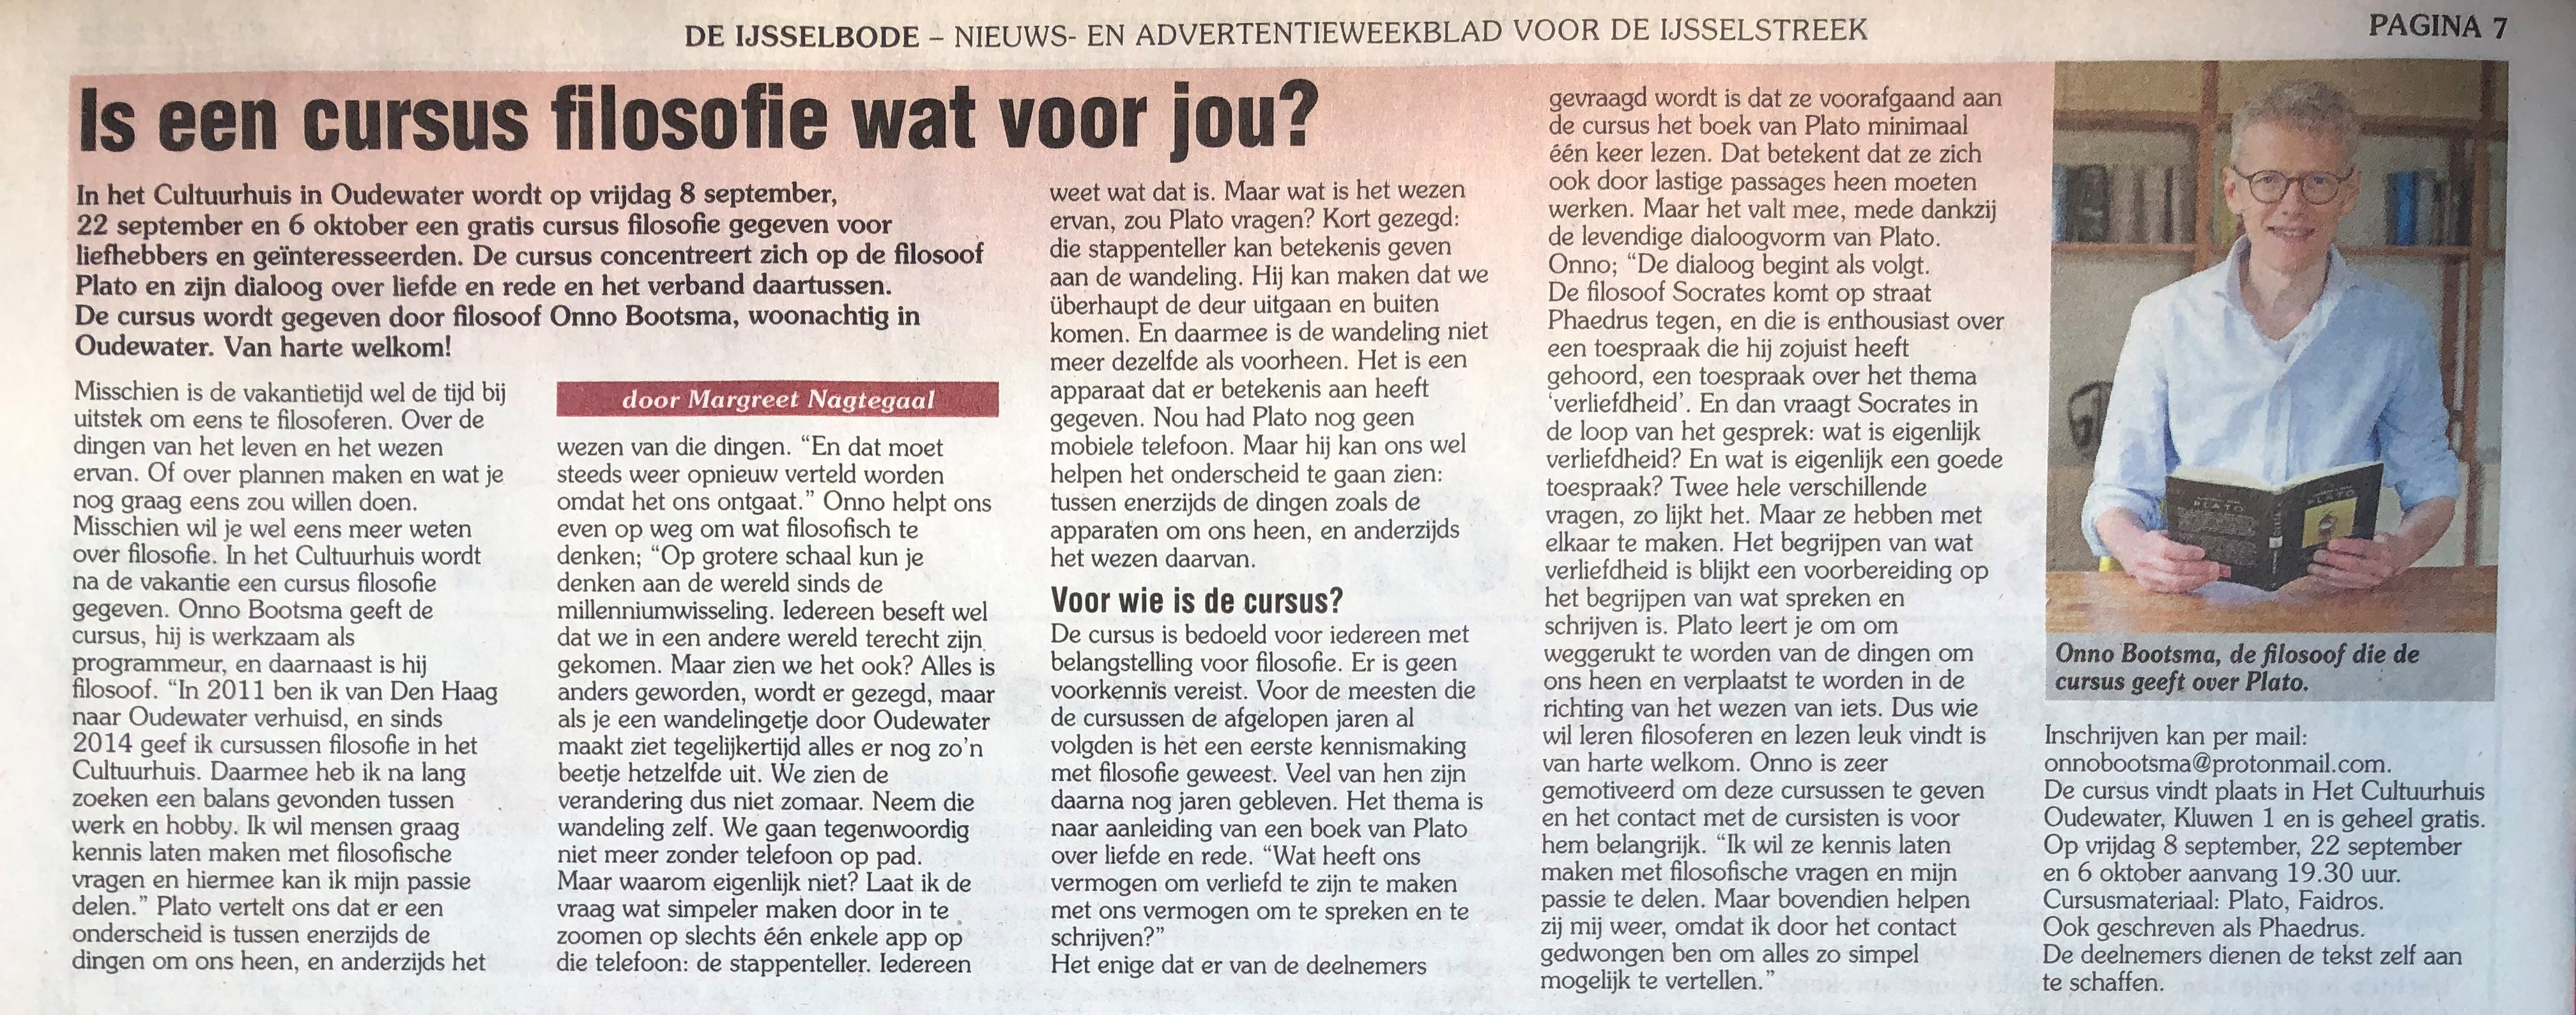 DE IJSSELBODE – NIEUWS- EN ADVERTENTIEWEEKBLAD VOOR DE IJSSELSTREEK
PAGINA 7
Is een cursus filosofie wat voor jou?
In het Cultuurhuis in Oudewater wordt op vrijdag 8 september,
22 september en 6 oktober een gratis cursus filosofie gegeven voor
liefhebbers en geïnteresseerden. De cursus concentreert zich op de filosoof
Plato en zijn dialoog over liefde en rede en het verband daartussen.
De cursus wordt gegeven door filosoof Onno Bootsma, woonachtig in
Oudewater. Van harte welkom!
Misschien is de vakantietijd wel de tijd bij
uitstek om eens te filosoferen. Over de
dingen van het leven en het wezen
ervan. Of over plannen maken en wat je
nog graag eens zou willen doen.
Misschien wil je wel eens meer weten
over filosofie. In het Cultuurhuis wordt
na de vakantie een cursus filosofie
gegeven. Onno Bootsma geeft de
cursus, hij is werkzaam als
programmeur, en daarnaast is hij
filosoof. “In 2011 ben ik van Den Haag
naar Oudewater verhuisd, en sinds
2014 geef ik cursussen filosofie in het
Cultuurhuis. Daarmee heb ik na lang
zoeken een balans gevonden tussen
werk en hobby. Ik wil mensen graag
kennis laten maken met filosofische
vragen en hiermee kan ik mijn passie
delen.” Plato vertelt ons dat er een
onderscheid is tussen enerzijds de
dingen om ons heen, en anderzijds het
door Margreet Nagtegaal
wezen van die dingen. “En dat moet
steeds weer opnieuw verteld worden
omdat het ons ontgaat.” Onno helpt ons
even op weg om wat filosofisch te
denken; “Op grotere schaal kun je
denken aan de wereld sinds de
millenniumwisseling. Iedereen beseft wel
dat we in een andere wereld terecht zijn
gekomen. Maar zien we het ook? Alles is
anders geworden, wordt er gezegd, maar
als je een wandelingetje door Oudewater
maakt ziet tegelijkertijd alles er nog zo’n
beetje hetzelfde uit. We zien de
verandering dus niet zomaar. Neem die
wandeling zelf. We gaan tegenwoordig
niet meer zonder telefoon op pad.
Maar waarom eigenlijk niet? Laat ik de
vraag wat simpeler maken door in te
zoomen op slechts één enkele app op
die telefoon: de stappenteller. Iedereen
weet wat dat is. Maar wat is het wezen
ervan, zou Plato vragen? Kort gezegd:
die stappenteller kan betekenis geven
aan de wandeling. Hij kan maken dat we
überhaupt de deur uitgaan en buiten
komen. En daarmee is de wandeling niet
meer dezelfde als voorheen. Het is een
apparaat dat er betekenis aan heeft
gegeven. Nou had Plato nog geen
mobiele telefoon. Maar hij kan ons wel
helpen het onderscheid te gaan zien:
tussen enerzijds de dingen zoals de
apparaten om ons heen, en anderzijds
het wezen daarvan.
Voor wie is de cursus?
De cursus is bedoeld voor iedereen met
belangstelling voor filosofie. Er is geen
voorkennis vereist. Voor de meesten die
de cursussen de afgelopen jaren al
volgden is het een eerste kennismaking
met filosofie geweest. Veel van hen zijn
daarna nog jaren gebleven. Het thema is
naar aanleiding van een boek van Plato
over liefde en rede. “Wat heeft ons
vermogen om verliefd te zijn te maken
met ons vermogen om te spreken en te
schrijven?”
Het enige dat er van de deelnemers
gevraagd wordt is dat ze voorafgaand aan
de cursus het boek van Plato minimaal
één keer lezen. Dat betekent dat ze zich
ook door lastige passages heen moeten
werken. Maar het valt mee, mede dankzij
de levendige dialoogvorm van Plato.
Onno; “De dialoog begint als volgt.
De filosoof Socrates komt op straat
Phaedrus tegen, en die is enthousiast over
een toespraak die hij zojuist heeft
gehoord, een toespraak over het thema
‘verliefdheid’. En dan vraagt Socrates in
de loop van het gesprek: wat is eigenlijk
verliefdheid? En wat is eigenlijk een goede
toespraak? Twee hele verschillende
vragen, zo lijkt het. Maar ze hebben met
elkaar te maken. Het begrijpen van wat
verliefdheid is blijkt een voorbereiding op
het begrijpen van wat spreken en
schrijven is. Plato leert je om om
weggerukt te worden van de dingen om
ons heen en verplaatst te worden in de
richting van het wezen van iets. Dus wie
wil leren filosoferen en lezen leuk vindt is
van harte welkom. Onno is zeer
gemotiveerd om deze cursussen te geven
en het contact met de cursisten is voor
hem belangrijk. “Ik wil ze kennis laten
maken met filosofische vragen en mijn
passie te delen. Maar bovendien helpen
zij mij weer, omdat ik door het contact
gedwongen ben om alles zo simpel
mogelijk te vertellen.”
PLATO
PLATO
Onno Bootsma, de filosoof die de
cursus geeft over Plato.
Inschrijven kan per mail:
onnobootsma@protonmail.com.
De cursus vindt plaats in Het Cultuurhuis
Oudewater, Kluwen 1 en is geheel gratis.
Op vrijdag 8 september, 22 september
en 6 oktober aanvang 19.30 uur.
Cursusmateriaal: Plato, Faidros.
Ook geschreven als Phaedrus.
De deelnemers dienen de tekst zelf aan
te schaffen.